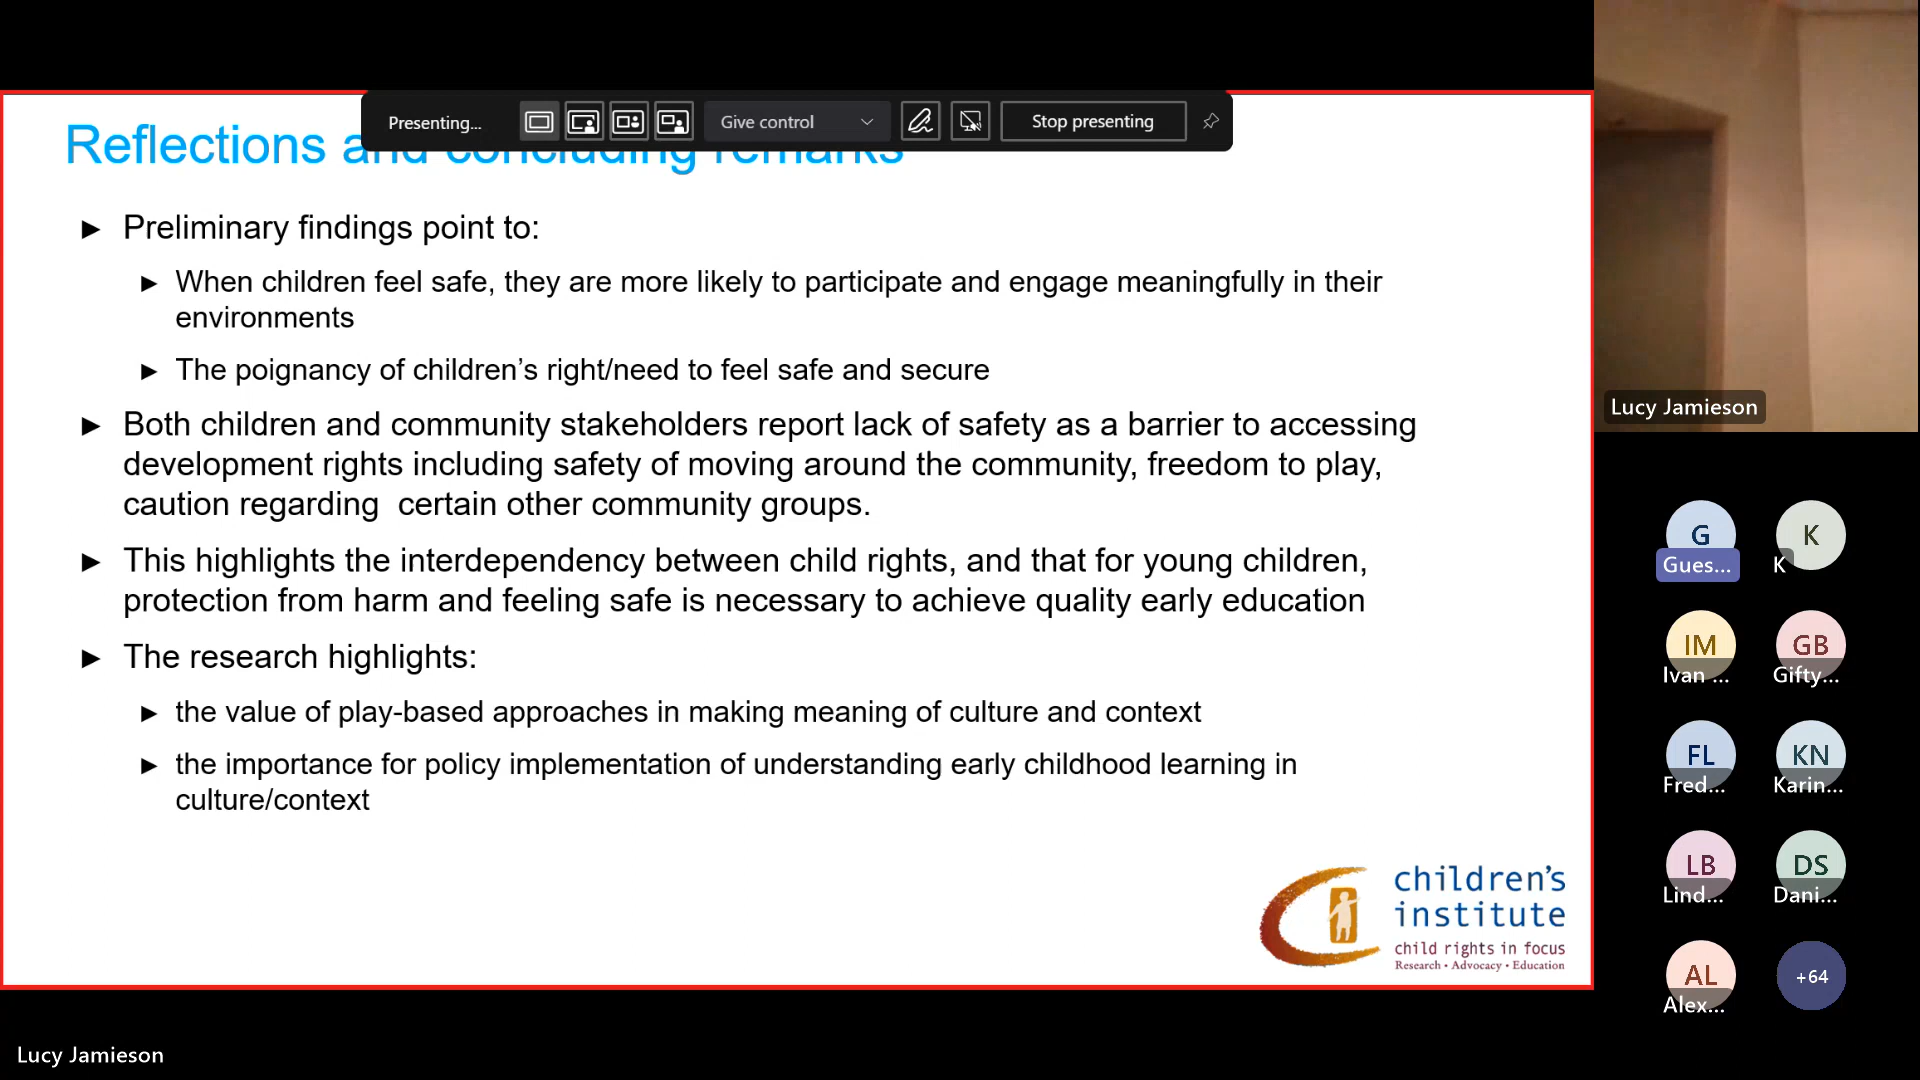 Presenting...
Give control
Stop presenting
Reflections and concluding remarks
Preliminary findings point to:
When children feel safe, they are more likely to participate and engage meaningfully in their
environments
The poignancy of children’s right/need to feel safe and secure
Both children and community stakeholders report lack of safety as a barrier to accessing
development rights including safety of moving around the community, freedom to play,
caution regarding  certain other community groups.
This highlights the interdependency between child rights, and that for young children,
protection from harm and feeling safe is necessary to achieve quality early education
The research highlights:
the value of play-based approaches in making meaning of culture and context
the importance for policy implementation of understanding early childhood learning in
culture/context
children's
institute
child rights in focus
Research • Advocacy • Education
Lucy Jamieson
Lucy Jamieson
G
Gues...
K
K
IM
Ivan ...
GB
Gifty...
FL
Fred...
KN
Karin...
LB
Lind...
DS
Dani...
AL
Alex...
+64